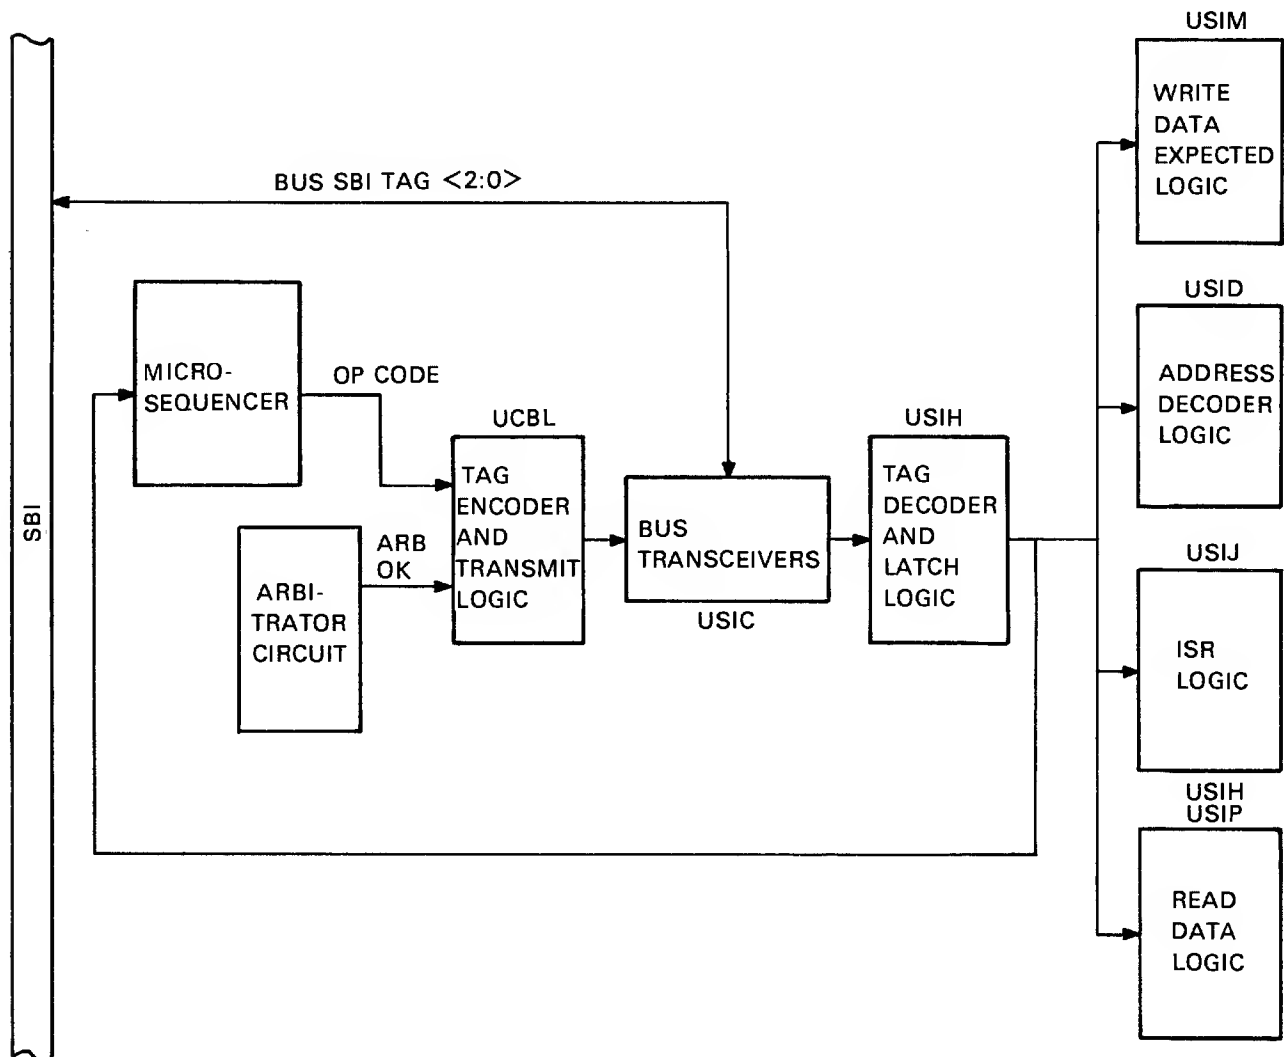 USIM
WRITE
DATA
EXPECTED
LOGIC
BUS SBI TAG <2:0>
USID
ADDRESS
DECODER
LOGIC
MICRO-
SEQUENCER
OP CODE
UCBL
TAG
ENCODER
AND
TRANSMIT
LOGIC
USIH
TAG
DECODER
AND
LATCH
LOGIC
BUS
TRANSCEIVERS
USIC
SBI
ARB
OK
ARBI-
TRATOR
CIRCUIT
USIJ
ISR
LOGIC
USIH
USIP
READ
DATA
LOGIC